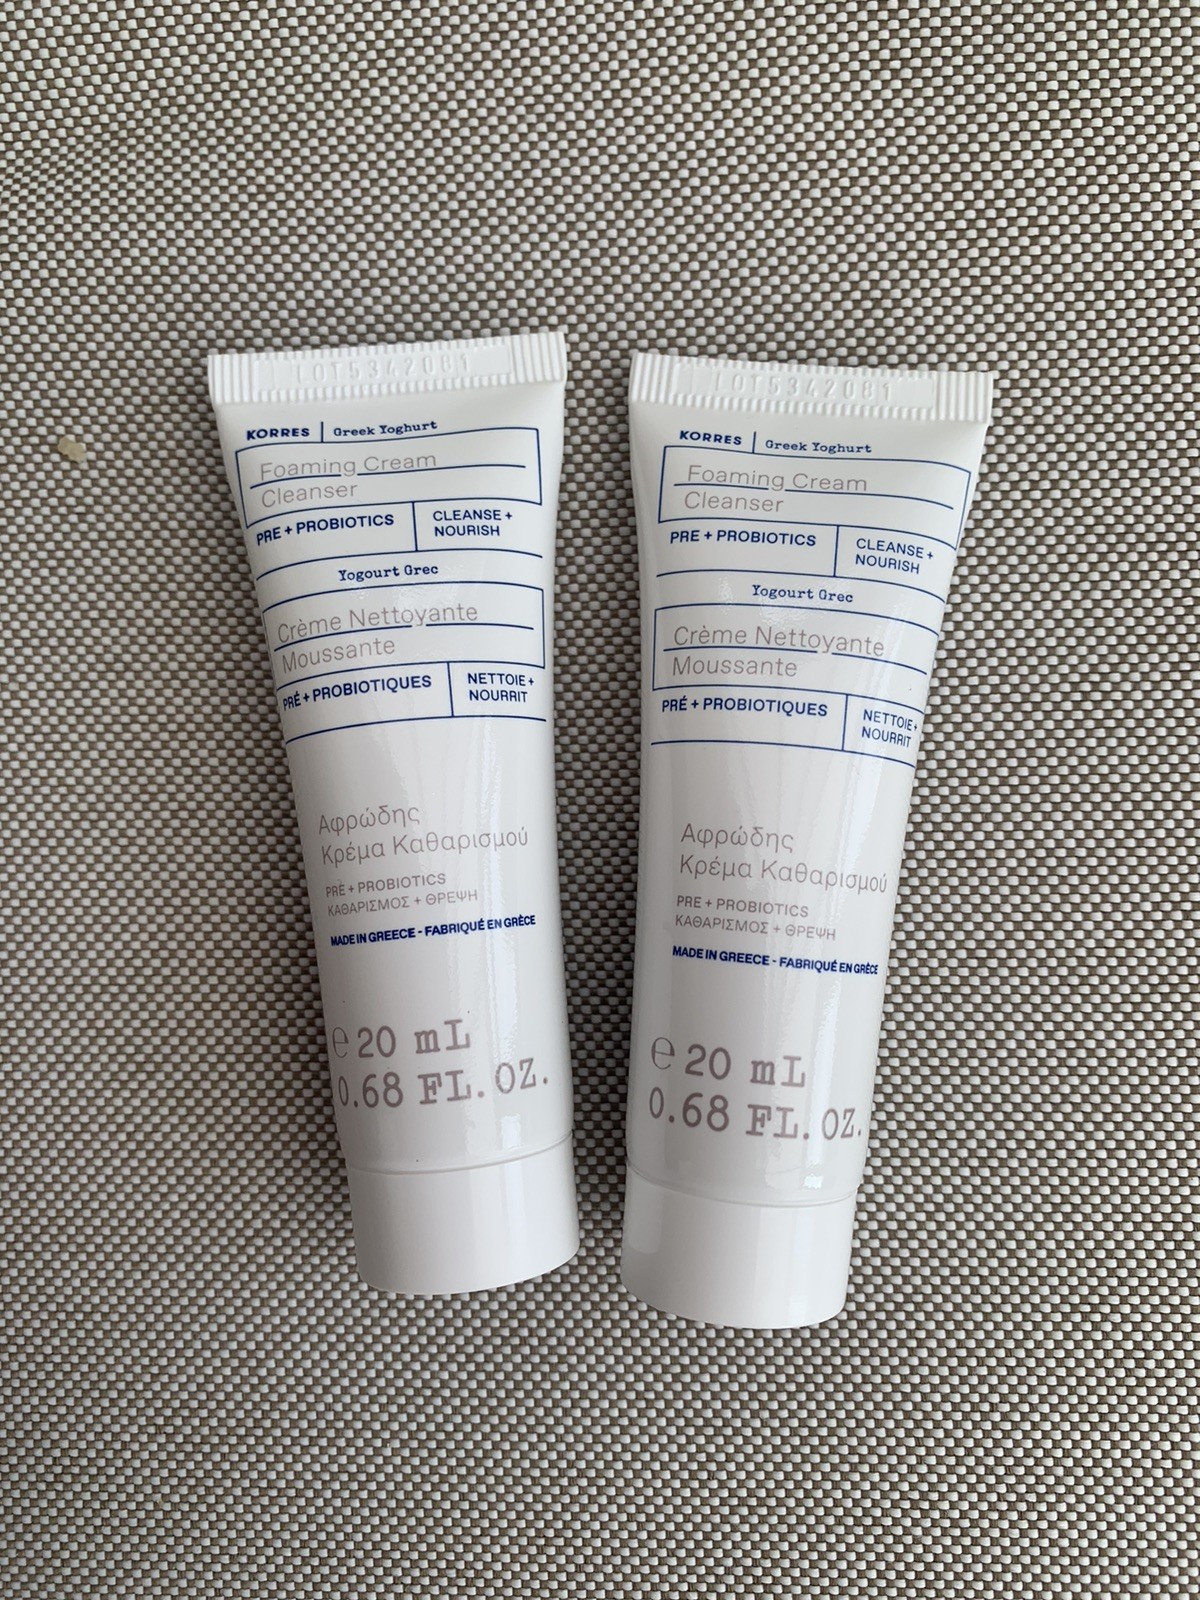 LOT5342081
KORRES | Greek Yoghurt
Foaming Cream
Cleanser
PRE + PROBIOTICS
CLEANSE +
NOURISH
Yogourt Grec
Crème Nettoyante
Moussante
PRÉ + PROBIOTIQUES
NETTOIE +
NOURRIT
Αφρώδης
Κρέμα Καθαρισμού
PRE + PROBIOTICS
ΚΑΘΑΡΙΣΜΟΣ + ΘΡΕΨΗ
MADE IN GREECE - FABRIQUÉ EN GRÈCE
℮ 20 mL
0.68 FL. OZ.
LOT5342081
KORRES | Greek Yoghurt
Foaming Cream
Cleanser
PRE + PROBIOTICS
CLEANSE +
NOURISH
Yogourt Grec
Crème Nettoyante
Moussante
PRÉ + PROBIOTIQUES
NETTOIE +
NOURRIT
Αφρώδης
Κρέμα Καθαρισμού
PRE + PROBIOTICS
ΚΑΘΑΡΙΣΜΟΣ + ΘΡΕΨΗ
MADE IN GREECE - FABRIQUÉ EN GRÈCE
℮ 20 mL
0.68 FL. OZ.